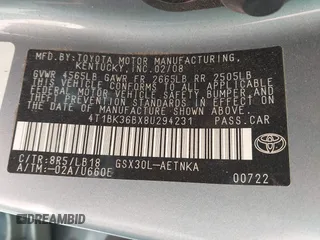 MFD.BY: TOYOTA MOTOR MANUFACTURING,
KENTUCKY, INC. 02/08
GVWR 4565LB GAWR FR 2665LB RR 2505LB
THIS VEHICLE CONFORMS TO ALL APPLICABLE
FEDERAL MOTOR VEHICLE SAFETY, BUMPER, AND
THEFT PREVENTION STANDARDS IN EFFECT ON
THE DATE OF MANUFACTURE SHOWN ABOVE.
4T1BK36BX8U294231 PASS.CAR
C/TR: 8R5/LB18 GSX30L-AETNKA
A/TM: -02A/U660E
00722
TOYOTA
DREAMBID